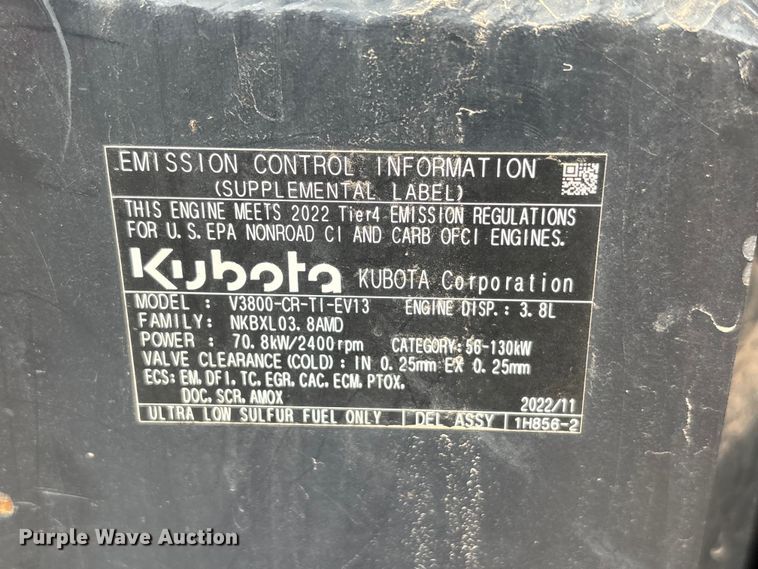 EMISSION CONTROL INFORMATION
(SUPPLEMENTAL LABEL)
THIS ENGINE MEETS 2022 Tier4 EMISSION REGULATIONS
FOR U.S.EPA NONROAD CI AND CARB OFCI ENGINES.
Kubota KUBOTA Corporation
MODEL : V3800-CR-TI-EV13 ENGINE DISP.: 3.8L
FAMILY: NKBXL03.8AMD
POWER : 70.8kW/2400rpm CATEGORY:56-130kW
VALVE CLEARANCE(COLD): IN 0.25mm EX 0.25mm
ECS: EM, DFI, TC, EGR, CAC, ECM, PTOX,
DOC, SCR, AMOX 2022/11
ULTRA LOW SULFUR FUEL ONLY DEL ASSY 1H856-2
Purple Wave Auction